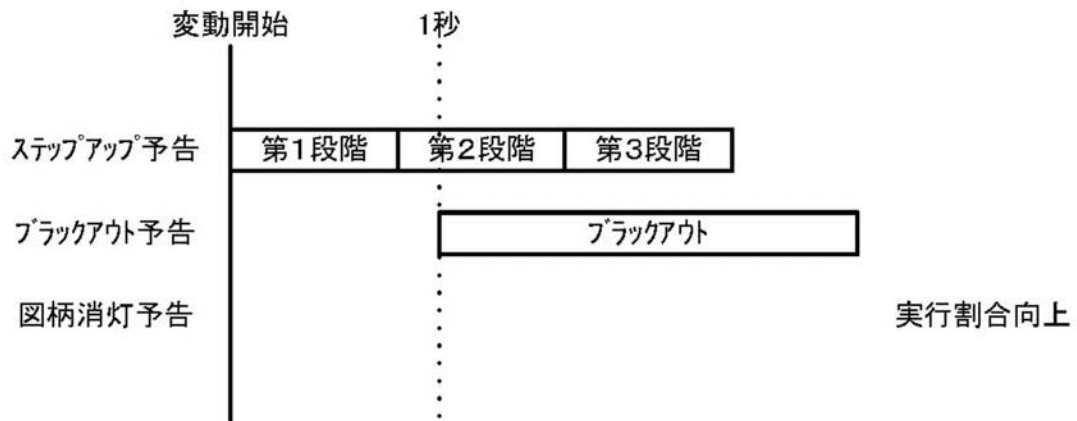 変動開始 1秒
ステップアップ予告 第1段階 第2段階 第3段階
ブラックアウト予告 ブラックアウト
図柄消灯予告 実行割合向上